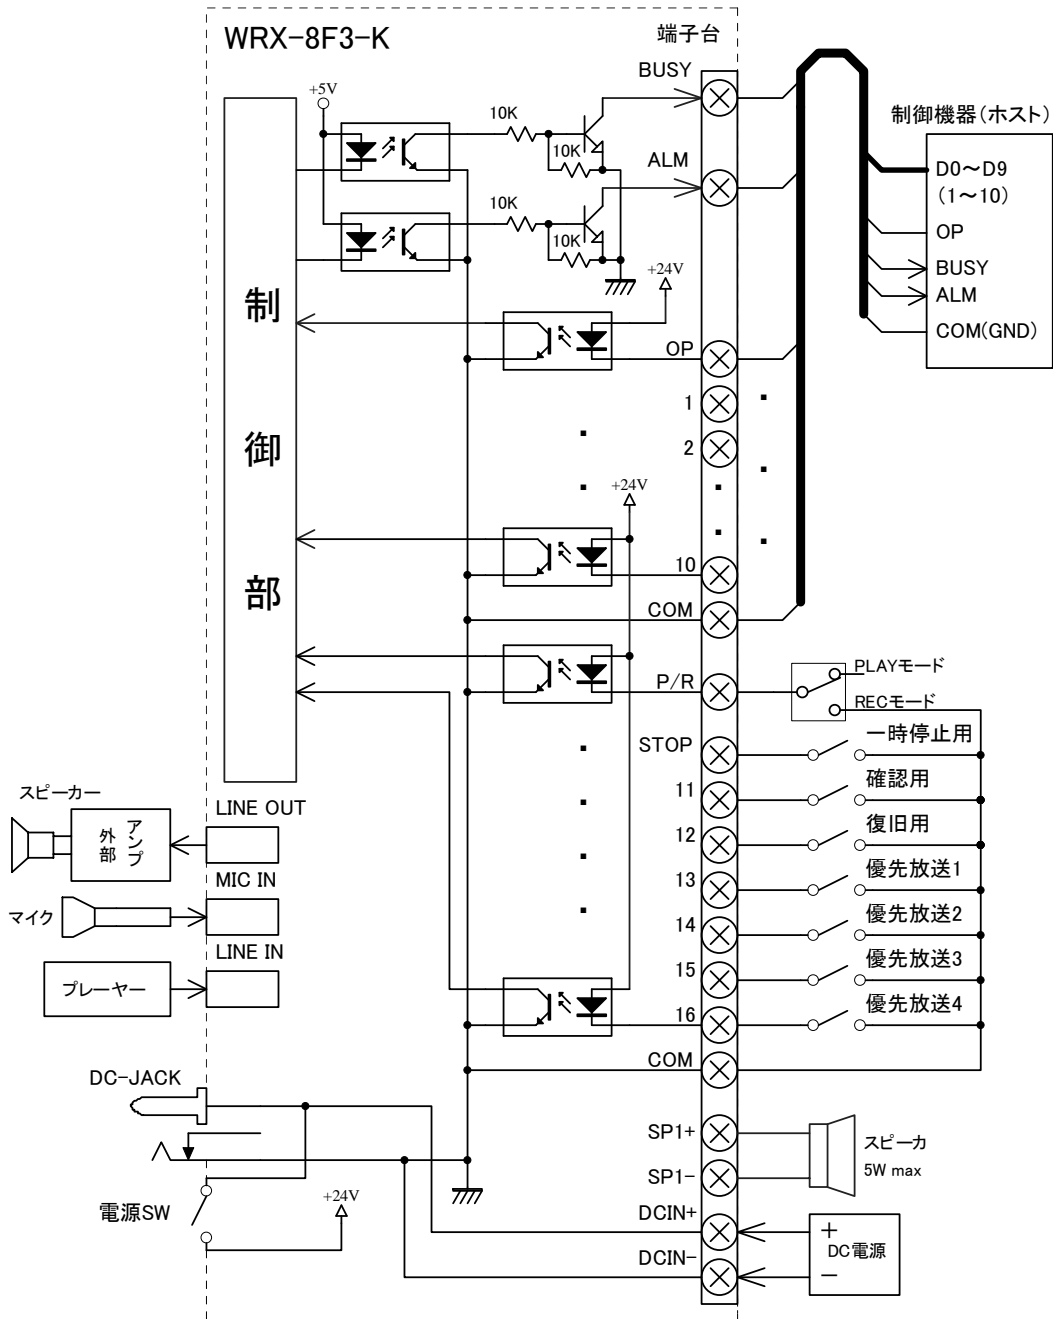 WRX-8F3-K
端子台
BUSY
+5V
10K
10K
ALM
10K
10K
+24V
制御機器(ホスト)
D0～D9
(1～10)
OP
BUSY
ALM
COM(GND)
制御部
OP
1
2
+24V
10
COM
P/R
PLAYモード
RECモード
STOP
一時停止用
11
確認用
12
復旧用
13
優先放送1
14
優先放送2
15
優先放送3
16
優先放送4
COM
スピーカー
外部アンプ
LINE OUT
マイク
MIC IN
プレーヤー
LINE IN
DC-JACK
電源SW
+24V
SP1+
SP1-
スピーカ
5W max
DCIN+
DCIN-
+
DC電源
-